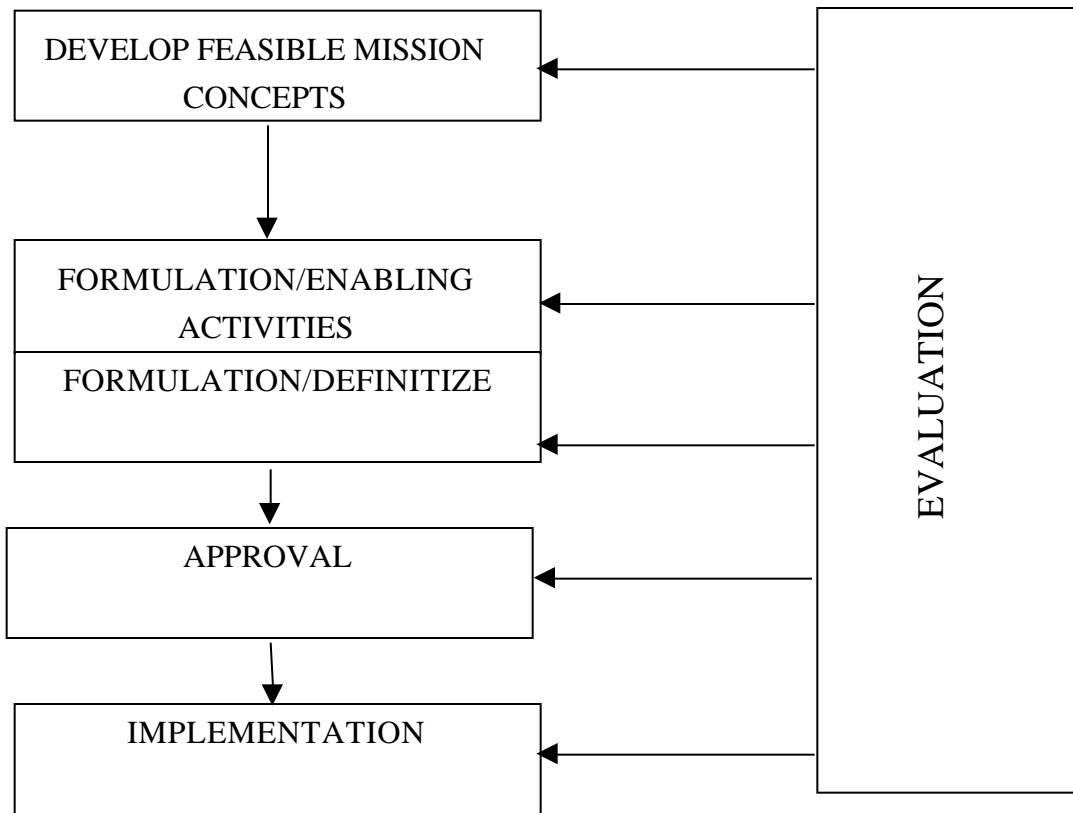 DEVELOP FEASIBLE MISSION
CONCEPTS
FORMULATION/ENABLING
ACTIVITIES
FORMULATION/DEFINITIZE
APPROVAL
IMPLEMENTATION
EVALUATION